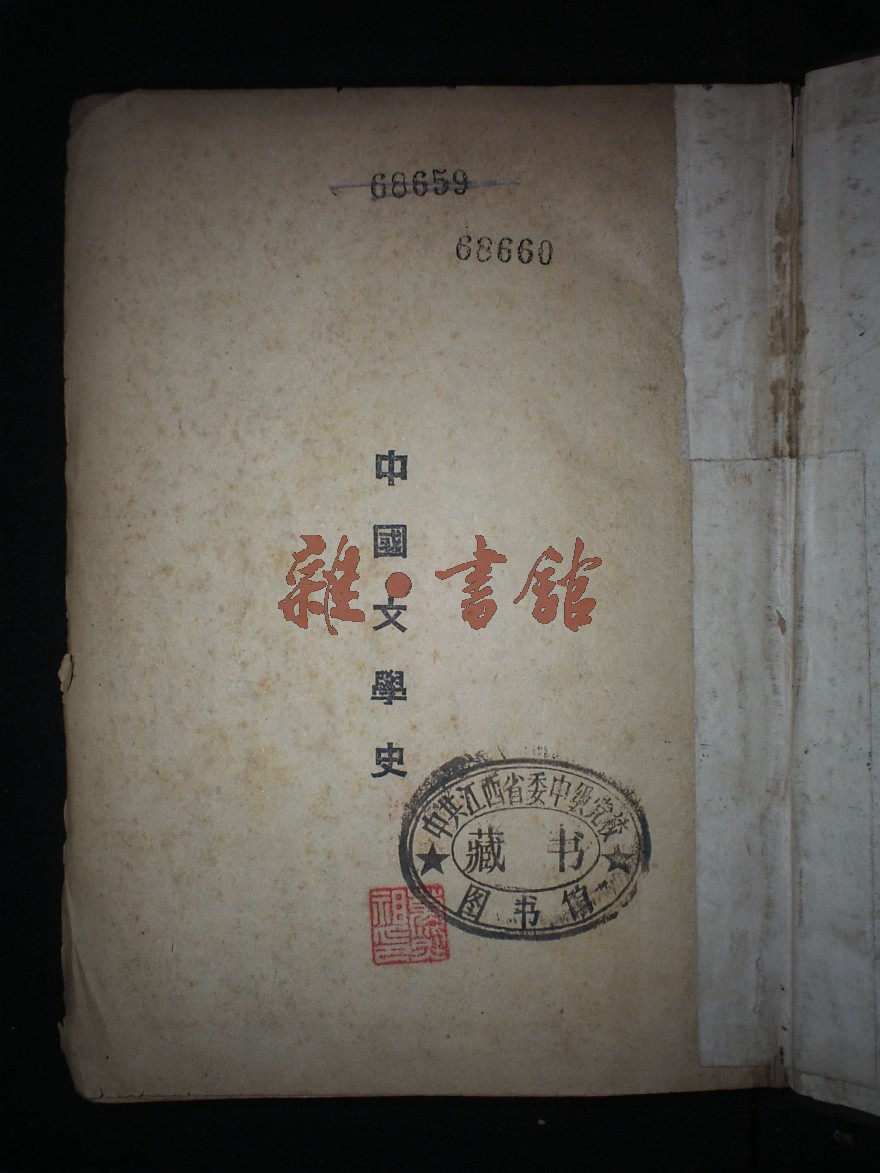 68659
68660
中國文學史
雜·書館
中共江西省委中级党校
藏书
图书馆